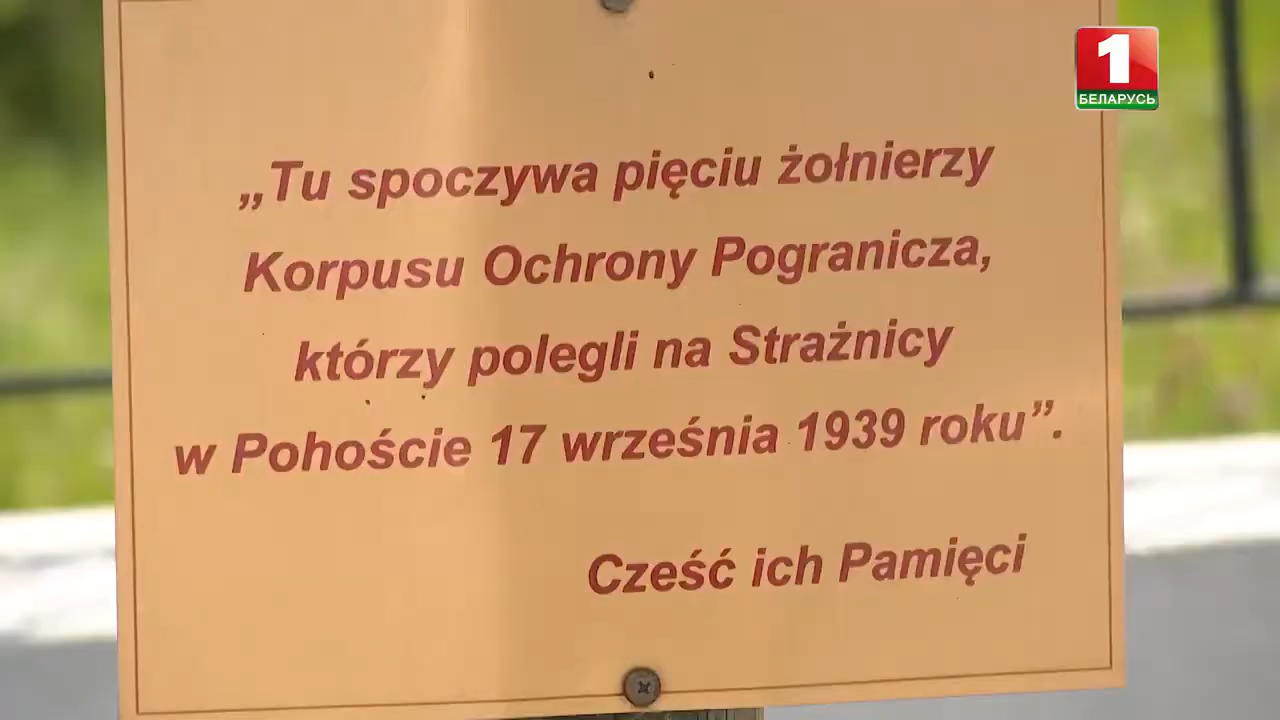 1
БЕЛАРУСЬ
„Tu spoczywa pięciu żołnierzy
Korpusu Ochrony Pogranicza,
którzy polegli na Strażnicy
w Pohoście 17 września 1939 roku”.
Cześć ich Pamięci